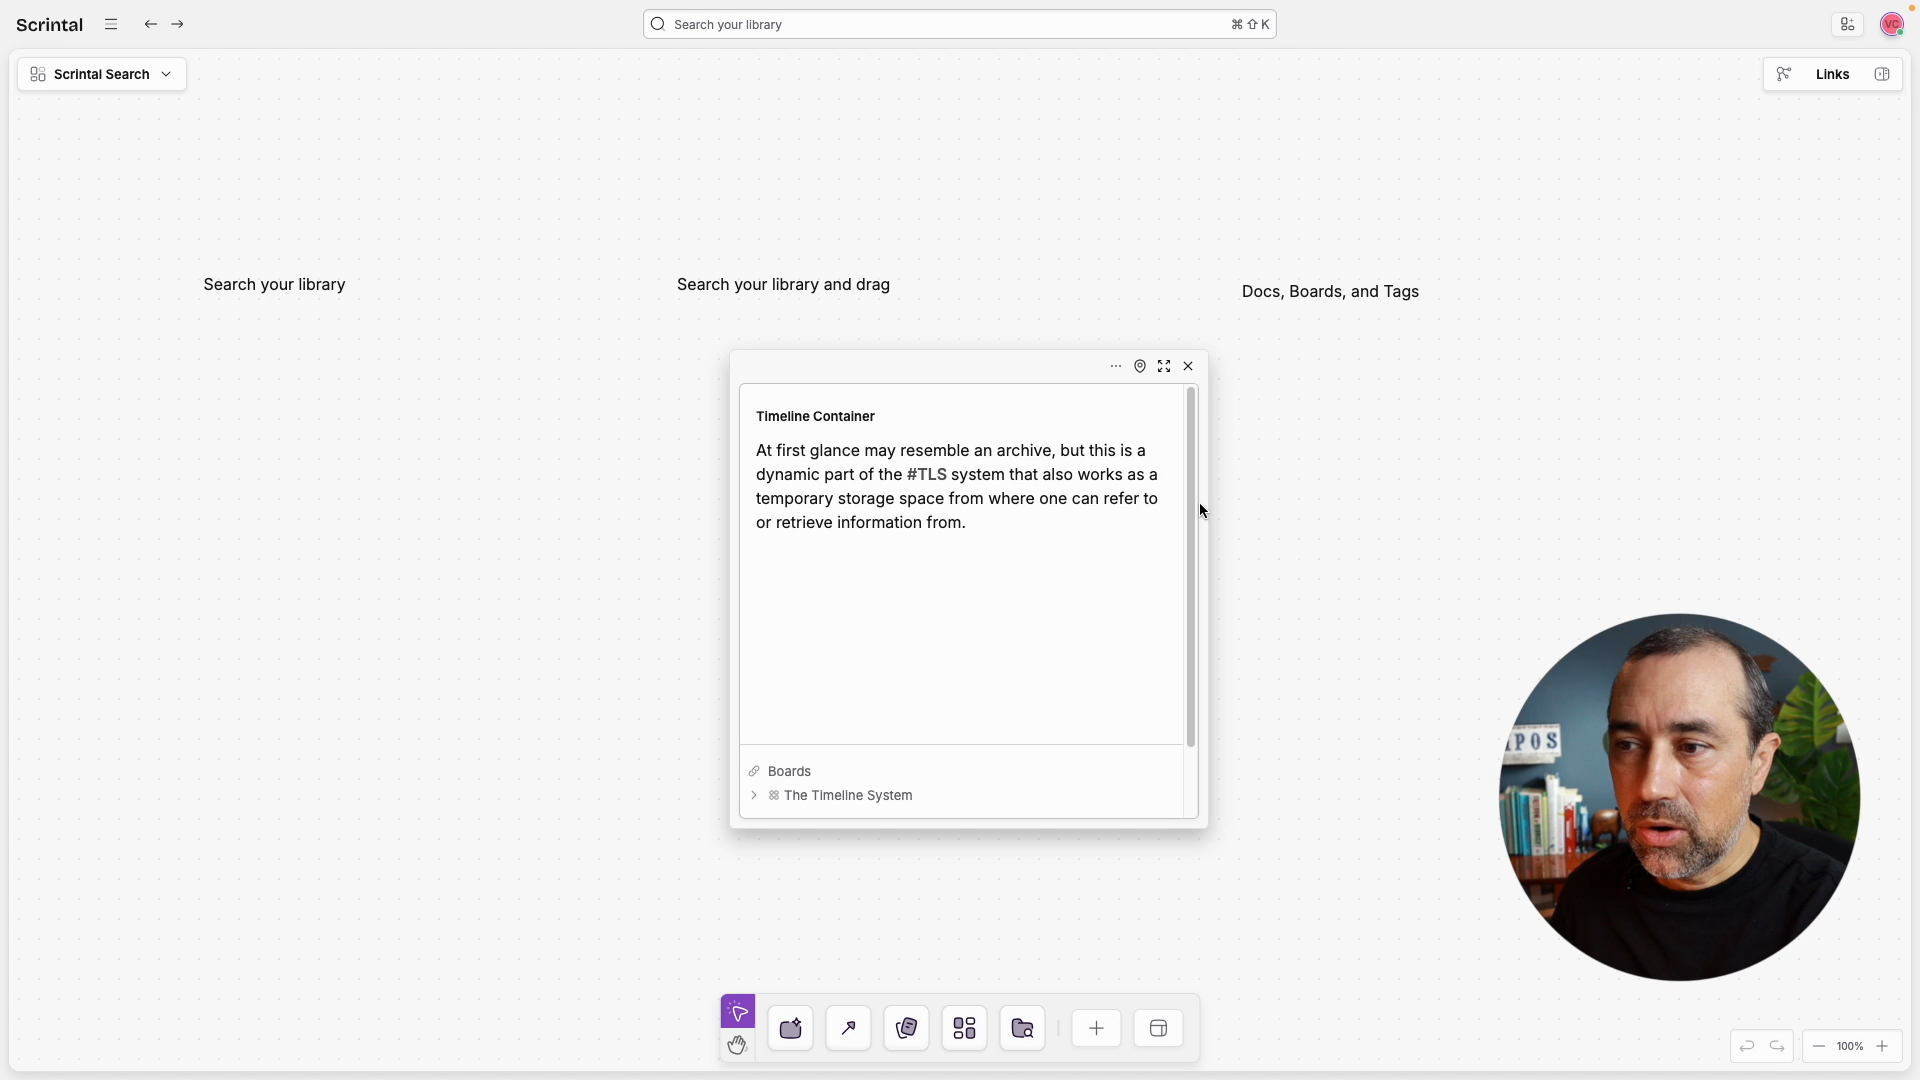 Scrintal
Search your library
⌘ ⇧ K
VC
Scrintal Search
Links
Search your library
Search your library and drag
Docs, Boards, and Tags
Timeline Container
At first glance may resemble an archive, but this is a
dynamic part of the #TLS system that also works as a
temporary storage space from where one can refer to
or retrieve information from.
Boards
The Timeline System
IPOS
100%